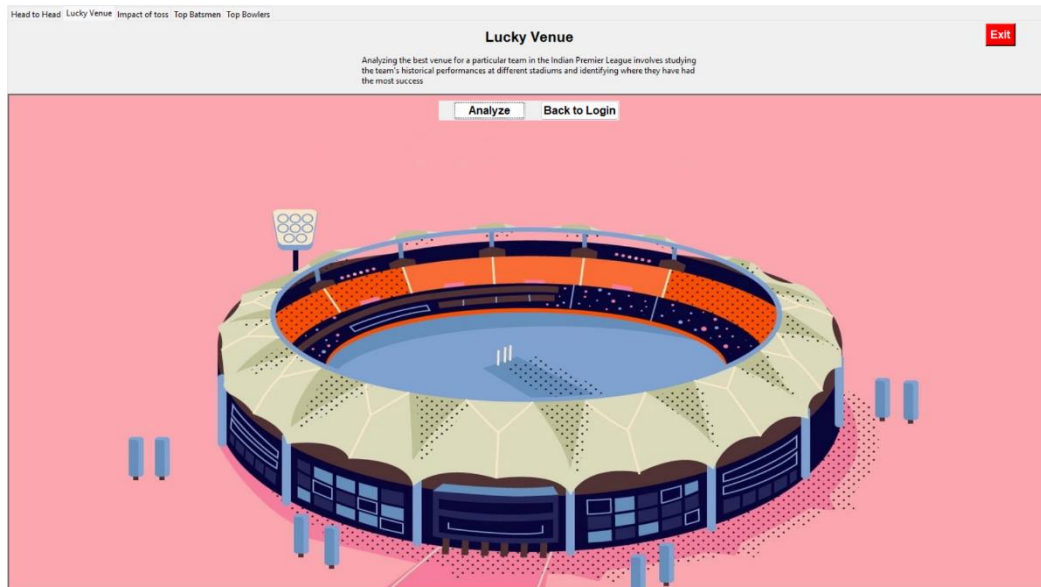 Head to Head Lucky Venue Impact of toss Top Batsmen Top Bowlers
Lucky Venue
Exit
Analyzing the best venue for a particular team in the Indian Premier League involves studying
the team's historical performances at different stadiums and identifying where they have had
the most success
Analyze Back to Login